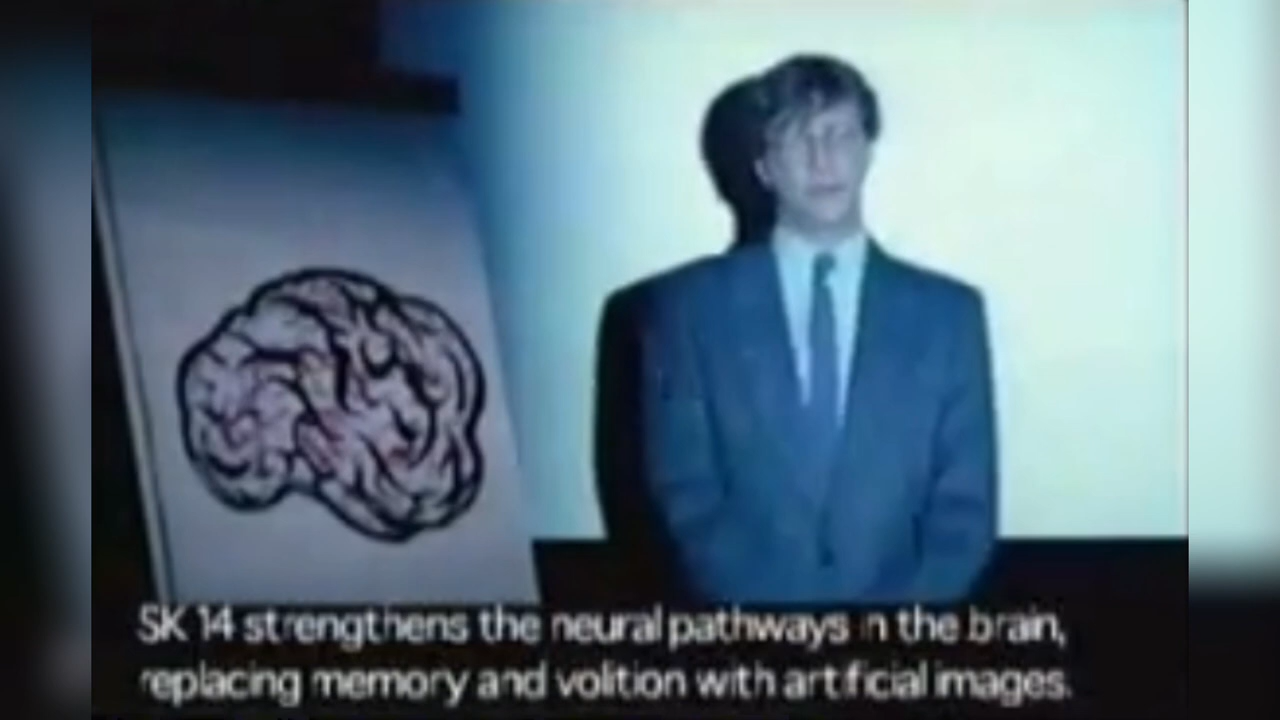 SK 14 strengthens the neural pathways in the brain,
replacing memory and volition with artificial images.